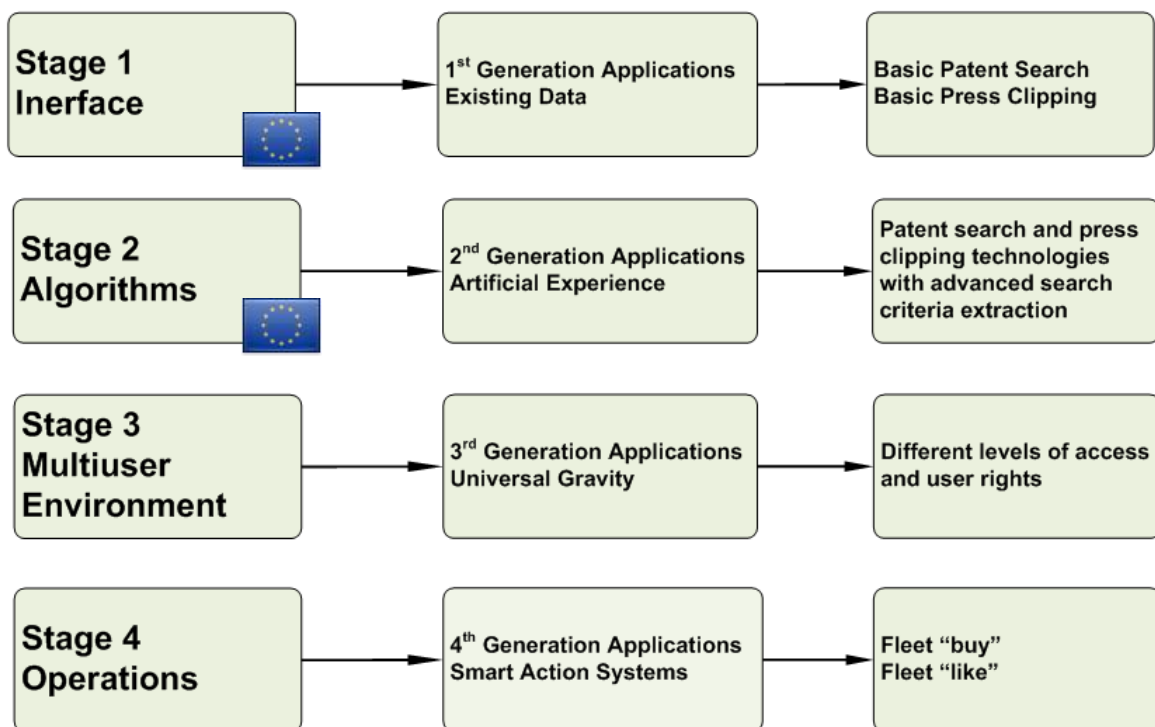 Stage 1
Inerface
1st Generation Applications
Existing Data
Basic Patent Search
Basic Press Clipping
Stage 2
Algorithms
2nd Generation Applications
Artificial Experience
Patent search and press
clipping technologies
with advanced search
criteria extraction
Stage 3
Multiuser
Environment
3rd Generation Applications
Universal Gravity
Different levels of access
and user rights
Stage 4
Operations
4th Generation Applications
Smart Action Systems
Fleet “buy”
Fleet “like”